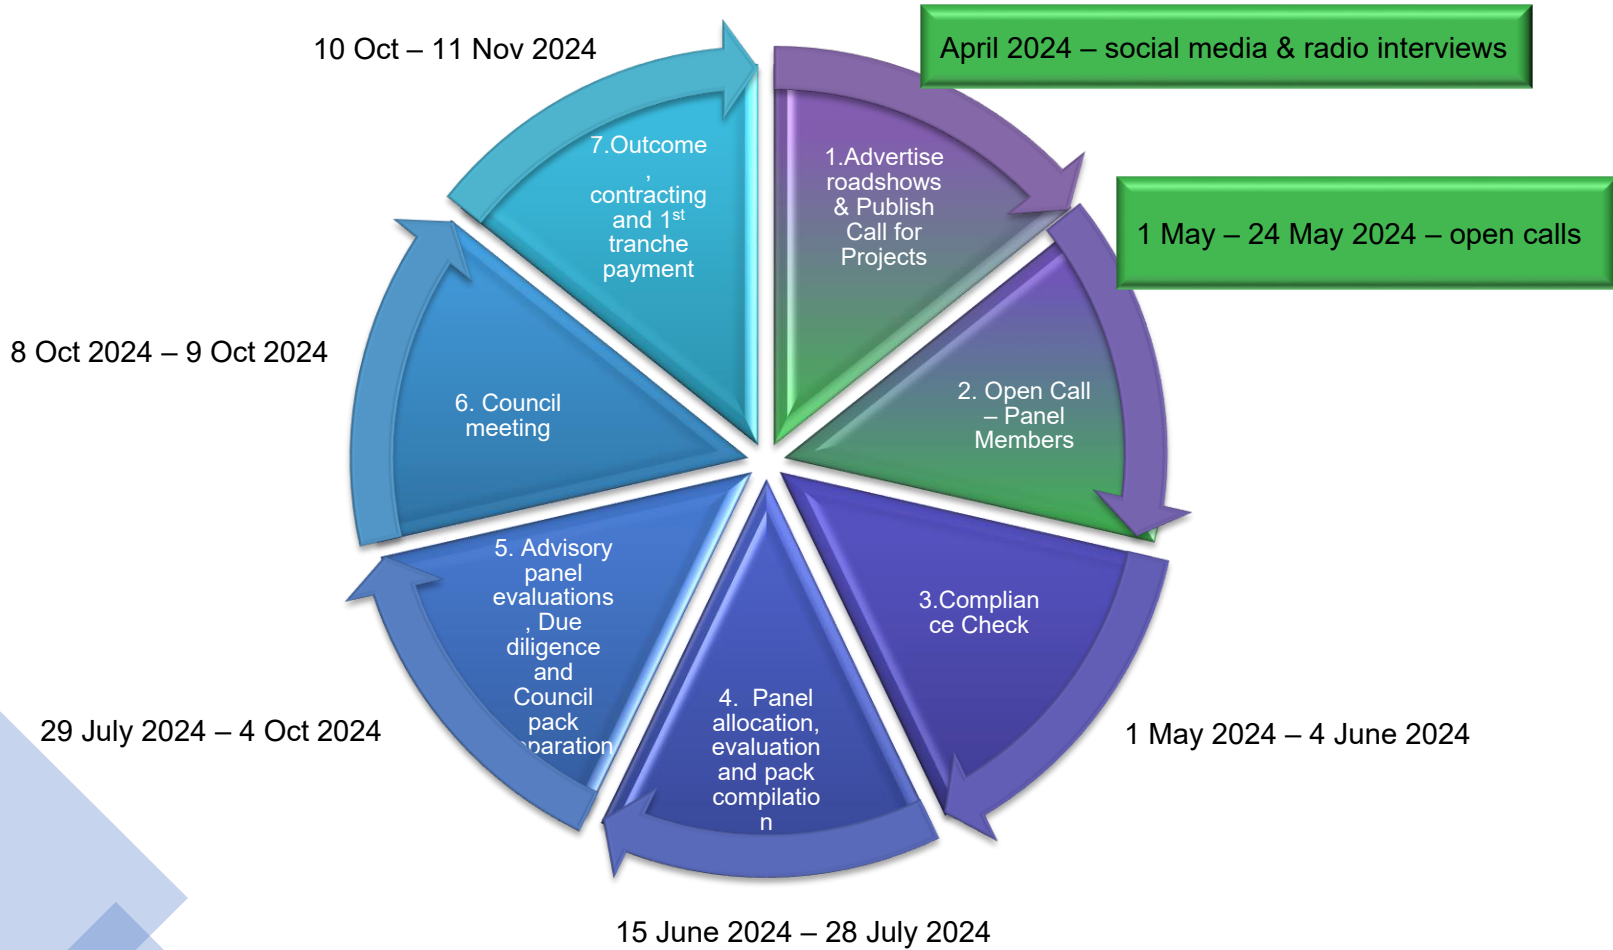 10 Oct – 11 Nov 2024
April 2024 – social media & radio interviews
1.Advertise
roadshows
& Publish
Call for
Projects
1 May – 24 May 2024 – open calls
2. Open Call
– Panel
Members
3.Complian
ce Check
1 May 2024 – 4 June 2024
4. Panel
allocation,
evaluation
and pack
compilatio
n
15 June 2024 – 28 July 2024
5. Advisory
panel
evaluations
, Due
diligence
and
Council
pack
paration
29 July 2024 – 4 Oct 2024
6. Council
meeting
8 Oct 2024 – 9 Oct 2024
7.Outcome
,
contracting
and 1st
tranche
payment